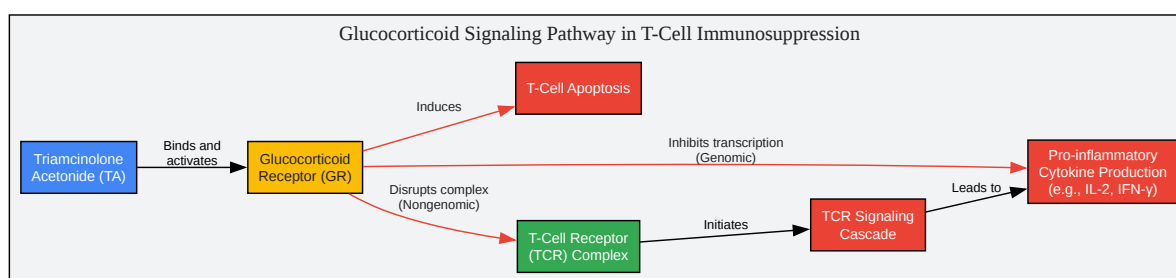 Glucocorticoid Signaling Pathway in T-Cell Immunosuppression
T-Cell Apoptosis
Induces
Triamcinolone
Acetonide (TA)
Binds and
activates
Glucocorticoid
Receptor (GR)
Inhibits transcription
(Genomic)
Pro-inflammatory
Cytokine Production
(e.g., IL-2, IFN-γ)
Disrupts complex
(Nongenomic)
T-Cell Receptor
(TCR) Complex
Initiates
TCR Signaling
Cascade
Leads to